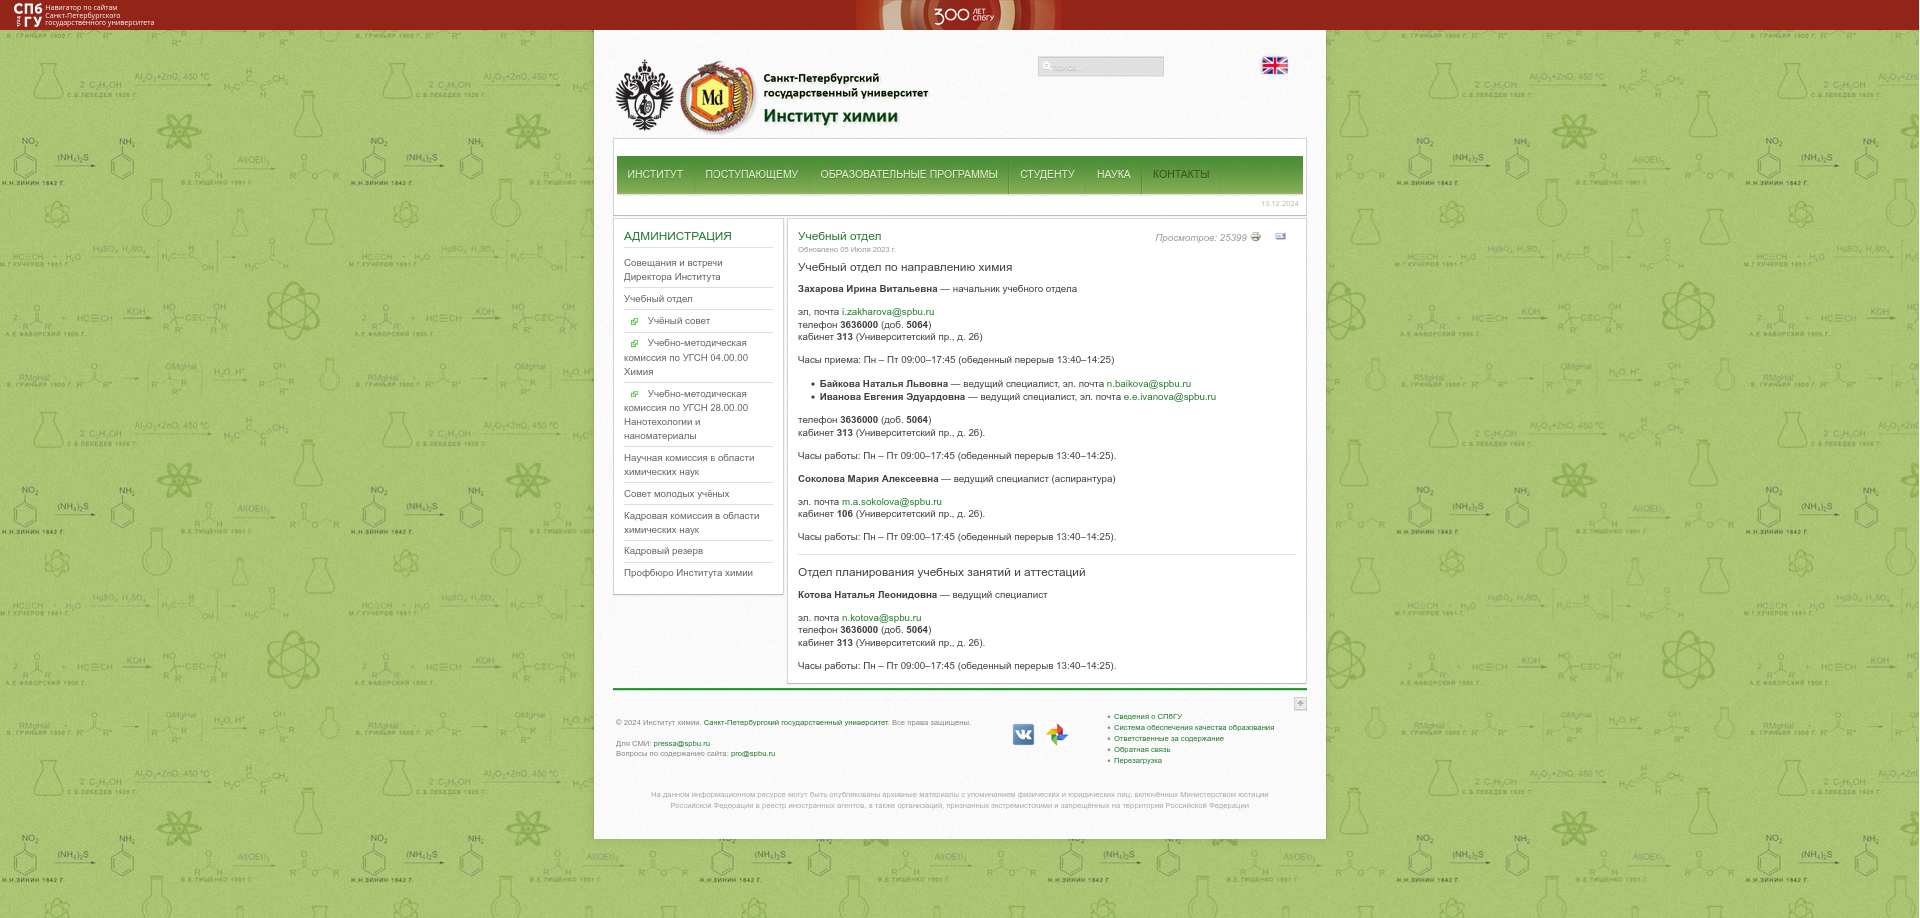 СПбГУ
Навигатор по сайтам
Санкт-Петербургского
государственного университета
300 ЛЕТ СПБГУ
Md
Санкт-Петербургский
государственный университет
Институт химии
ИНСТИТУТ ПОСТУПАЮЩЕМУ ОБРАЗОВАТЕЛЬНЫЕ ПРОГРАММЫ СТУДЕНТУ НАУКА КОНТАКТЫ
13.12.2024
АДМИНИСТРАЦИЯ
Совещания и встречи
Директора Института
Учебный отдел
Учёный совет
Учебно-методическая
комиссия по УГСН 04.00.00
Химия
Учебно-методическая
комиссия по УГСН 28.00.00
Нанотехологии и
наноматериалы
Научная комиссия в области
химических наук
Совет молодых учёных
Кадровая комиссия в области
химических наук
Кадровый резерв
Профбюро Института химии
Учебный отдел
Просмотров: 25399
Обновлено 05 Июля 2023 г.
Учебный отдел по направлению химия
Захарова Ирина Витальевна — начальник учебного отдела
эл, почта i.zakharova@spbu.ru
телефон 3636000 (доб. 5064)
кабинет 313 (Университетский пр., д. 26)
Часы приема: Пн – Пт 09:00–17:45 (обеденный перерыв 13:40–14:25)
• Байкова Наталья Львовна — ведущий специалист, эл. почта n.baikova@spbu.ru
• Иванова Евгения Эдуардовна — ведущий специалист, эл. почта e.e.ivanova@spbu.ru
телефон 3636000 (доб. 5064)
кабинет 313 (Университетский пр., д. 26).
Часы работы: Пн – Пт 09:00–17:45 (обеденный перерыв 13:40–14:25).
Соколова Мария Алексеевна — ведущий специалист (аспирантура)
эл. почта m.a.sokolova@spbu.ru
кабинет 106 (Университетский пр., д. 26).
Часы работы: Пн – Пт 09:00–17:45 (обеденный перерыв 13:40–14:25).
Отдел планирования учебных занятий и аттестаций
Котова Наталья Леонидовна — ведущий специалист
эл. почта n.kotova@spbu.ru
телефон 3636000 (доб. 5064)
кабинет 313 (Университетский пр., д. 26).
Часы работы: Пн – Пт 09:00–17:45 (обеденный перерыв 13:40–14:25).
© 2024 Институт химии. Санкт-Петербургский государственный университет. Все права защищены.
Для СМИ: pressa@spbu.ru
Вопросы по содержанию сайта: pro@spbu.ru
Сведения о СПбГУ
Система обеспечения качества образования
Ответственные за содержание
Обратная связь
Перезагрузка
На данном информационном ресурсе могут быть опубликованы архивные материалы с упоминанием физических и юридических лиц, включённых Министерством юстиции
Российской Федерации в реестр иностранных агентов, а также организаций, признанных экстремистскими и запрещённых на территории Российской Федерации